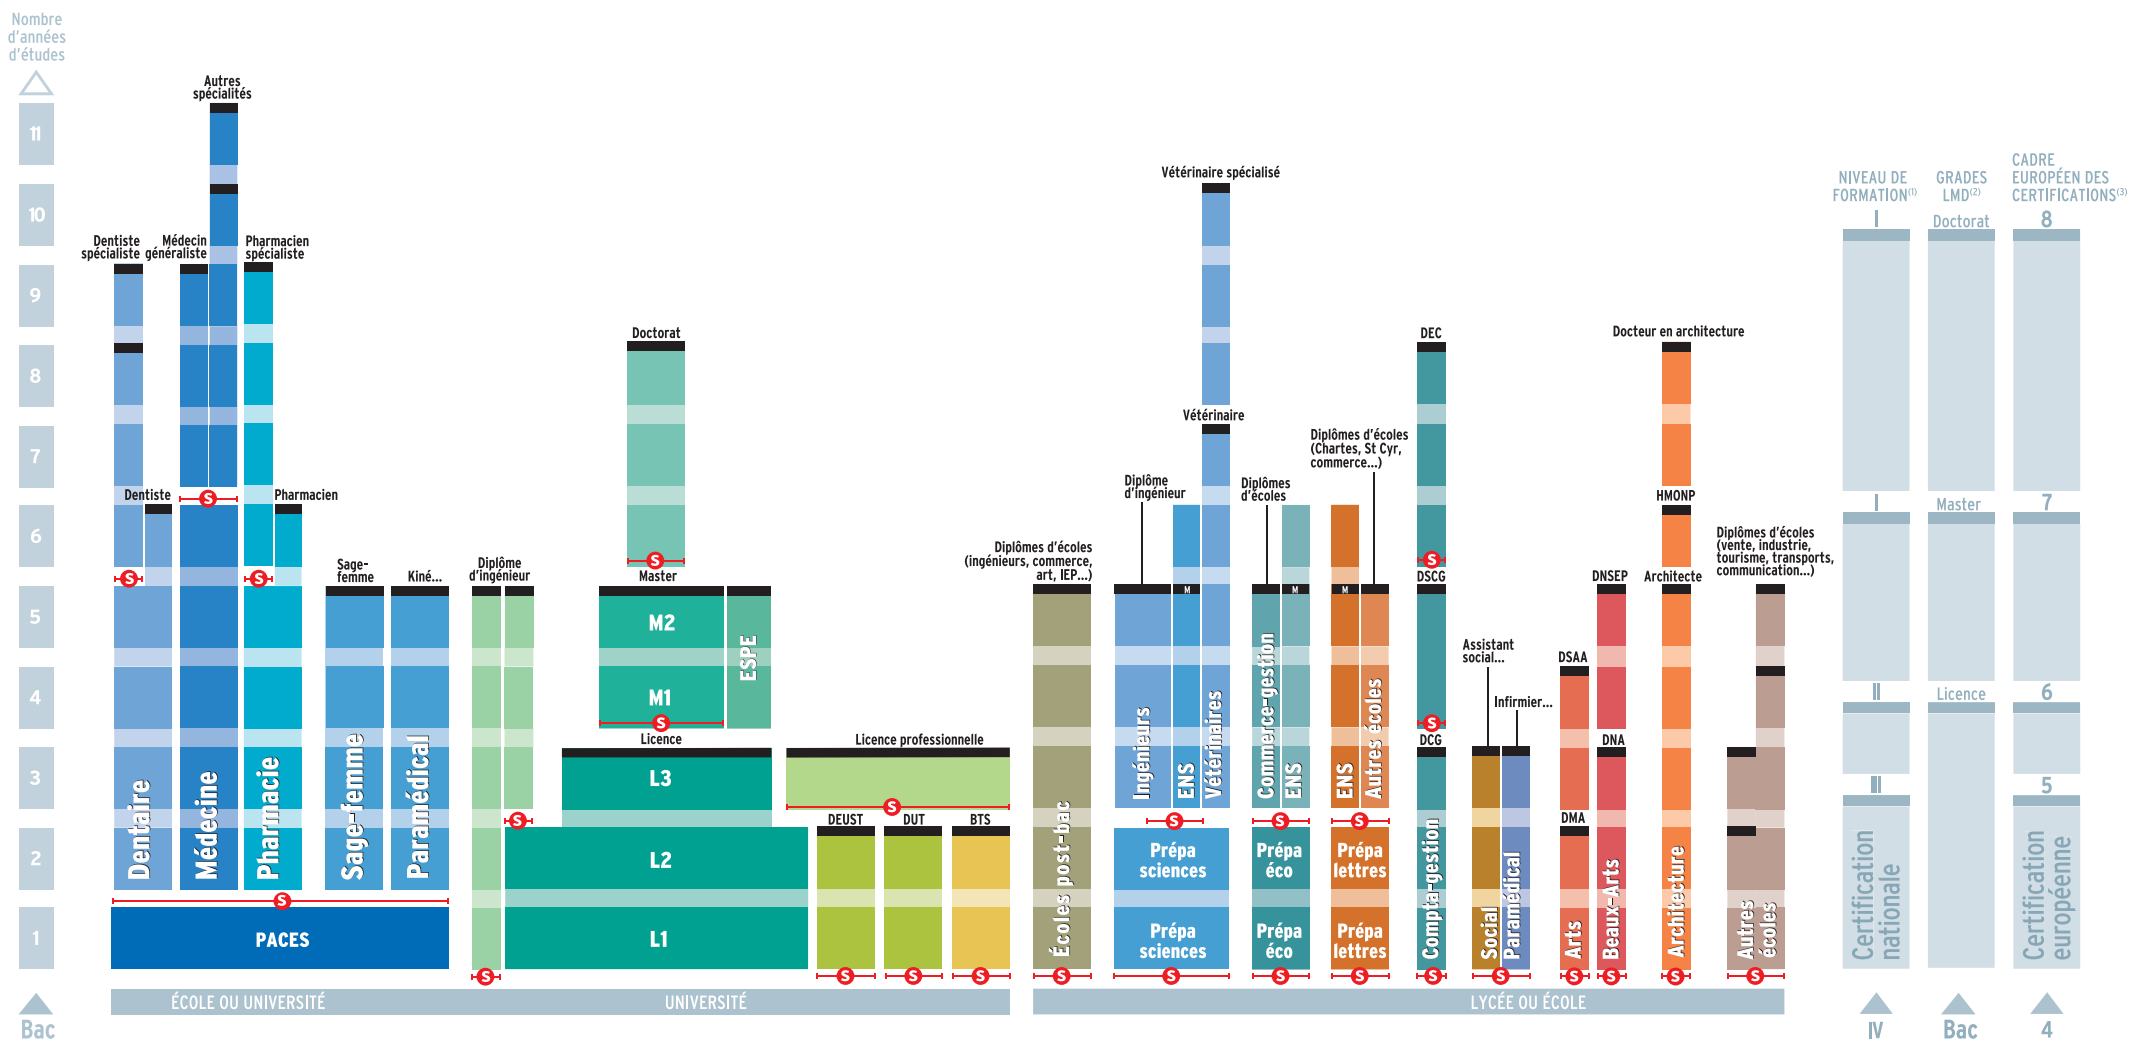 Nombre
d'années
d'études
11
10
9
8
7
6
5
4
3
2
1
Bac
Autres
spécialités
Dentiste
spécialiste
Médecin
généraliste
Pharmacien
spécialiste
Dentiste
S
Pharmacien
S
S
Sage-
femme
Kiné...
Dentaire
Médecine
Pharmacie
Sage-femme
Paramédical
S
PACES
ÉCOLE OU UNIVERSITÉ
Diplôme
d'ingénieur
S
S
Doctorat
S
Master
M2
M1
S
ESPE
Licence
L3
L2
L1
Licence professionnelle
S
DEUST
DUT
BTS
S
S
S
UNIVERSITÉ
Diplômes d'écoles
(ingénieurs, commerce,
art, IEP...)
Écoles post-bac
S
Diplôme
d'ingénieur
Vétérinaire spécialisé
Vétérinaire
M
Ingénieurs
ENS
Vétérinaires
S
Prépa
sciences
Prépa
sciences
S
Diplômes
d'écoles
M
Commerce-gestion
ENS
S
Prépa
éco
Prépa
éco
S
Diplômes d'écoles
(Chartes, St Cyr,
commerce...)
M
ENS
Autres écoles
S
Prépa
lettres
Prépa
lettres
S
DEC
S
DSCG
S
DCG
Compta-gestion
S
Assistant
social...
Infirmier...
Social
Paramédical
S
DSAA
DMA
Arts
S
DNSEP
DNA
Beaux-Arts
S
Docteur en architecture
HMONP
Architecte
Architecture
S
Diplômes d'écoles
(vente, industrie,
tourisme, transports,
communication...)
Autres
écoles
S
LYCÉE OU ÉCOLE
NIVEAU DE
FORMATION(1)
I
I
II
III
Certification
nationale
IV
GRADES
LMD(2)
Doctorat
Master
Licence
Bac
CADRE
EUROPÉEN DES
CERTIFICATIONS(3)
8
7
6
5
Certification
européenne
4